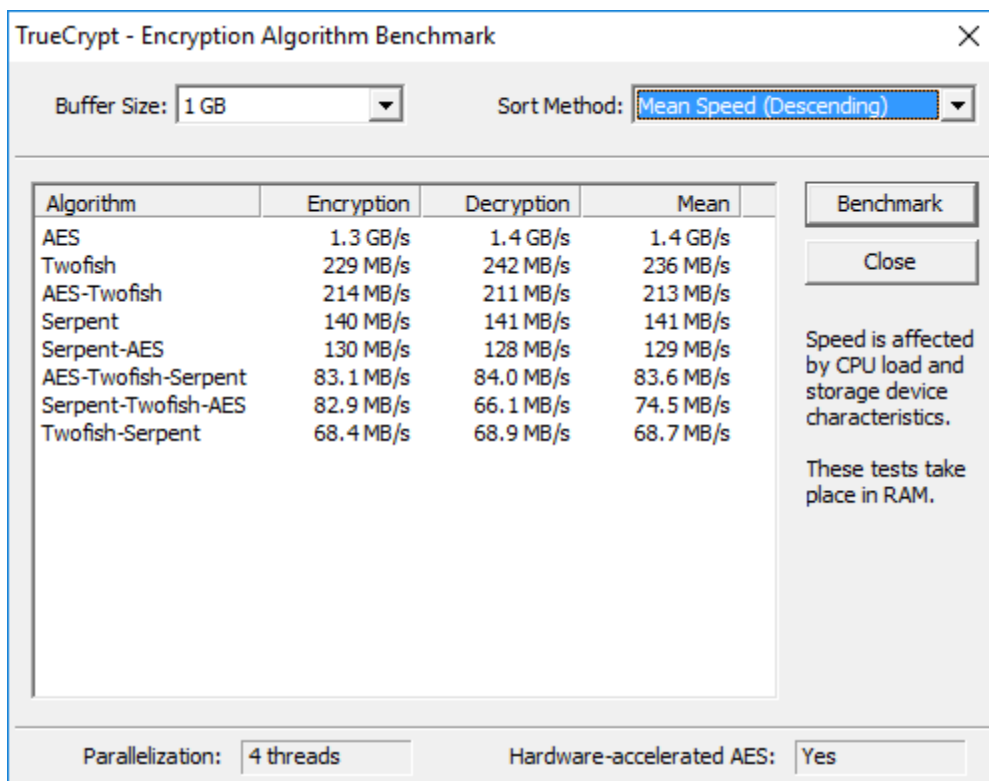 TrueCrypt - Encryption Algorithm Benchmark
Buffer Size: 1 GB Sort Method: Mean Speed (Descending)
Algorithm Encryption Decryption Mean
AES 1.3 GB/s 1.4 GB/s 1.4 GB/s
Twofish 229 MB/s 242 MB/s 236 MB/s
AES-Twofish 214 MB/s 211 MB/s 213 MB/s
Serpent 140 MB/s 141 MB/s 141 MB/s
Serpent-AES 130 MB/s 128 MB/s 129 MB/s
AES-Twofish-Serpent 83.1 MB/s 84.0 MB/s 83.6 MB/s
Serpent-Twofish-AES 82.9 MB/s 66.1 MB/s 74.5 MB/s
Twofish-Serpent 68.4 MB/s 68.9 MB/s 68.7 MB/s
Benchmark
Close
Speed is affected
by CPU load and
storage device
characteristics.
These tests take
place in RAM.
Parallelization: 4 threads Hardware-accelerated AES: Yes